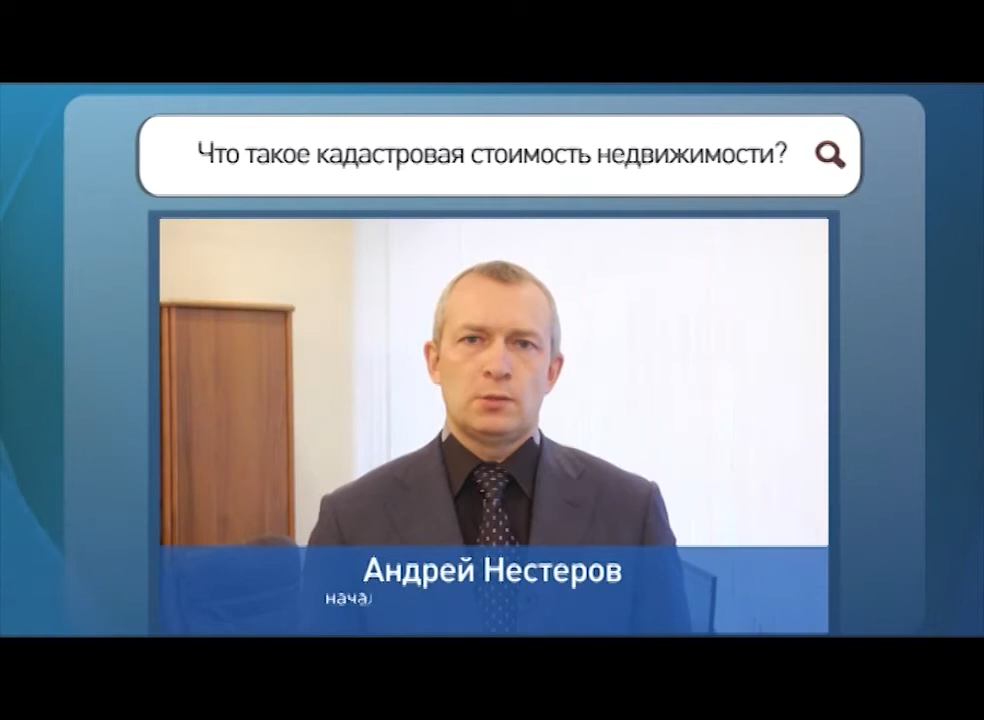 Что такое кадастровая стоимость недвижимости?
Андрей Нестеров